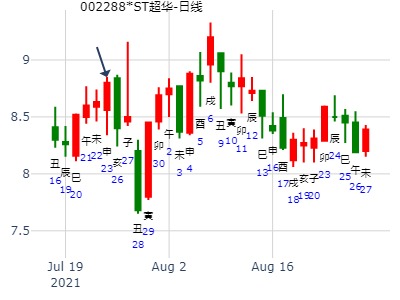 002288*ST超华-日线
9
8.5
8
7.5
丑
16
辰
19
巳
20
午
21
未
22
申
23
亥
26
子
27
丑
28
寅
29
卯
30
午
2
未
3
申
4
酉
5
戌
6
丑
9
寅
10
卯
11
辰
12
巳
13
申
16
酉
17
戌
18
亥
19
子
20
卯
23
辰
24
巳
25
午
26
未
27
Jul 19
2021
Aug 2
Aug 16